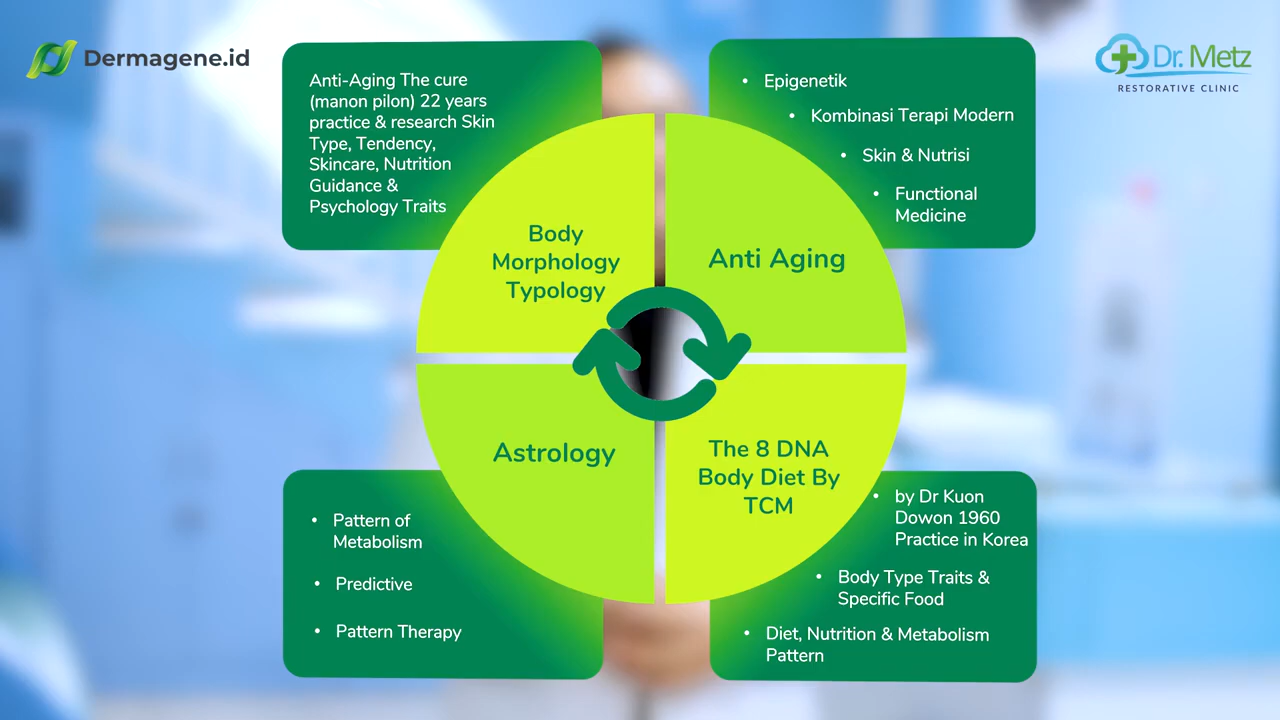 Dermagene.id
Dr. Metz
RESTORATIVE CLINIC
Anti-Aging The cure
(manon pilon) 22 years
practice & research Skin
Type, Tendency,
Skincare, Nutrition
Guidance &
Psychology Traits
• Epigenetik
• Kombinasi Terapi Modern
• Skin & Nutrisi
• Functional
Medicine
Body
Morphology
Typology
Anti Aging
Astrology
The 8 DNA
Body Diet By
TCM
• Pattern of
Metabolism
• Predictive
• Pattern Therapy
• by Dr Kuon
Dowon 1960
Practice in Korea
• Body Type Traits &
Specific Food
• Diet, Nutrition & Metabolism
Pattern